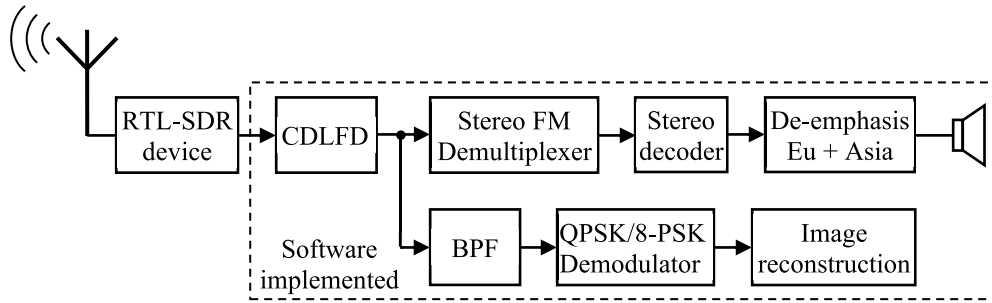 RTL-SDR
device
CDLFD
Stereo FM
Demultiplexer
Stereo
decoder
De-emphasis
Eu + Asia
Software
implemented
BPF
QPSK/8-PSK
Demodulator
Image
reconstruction